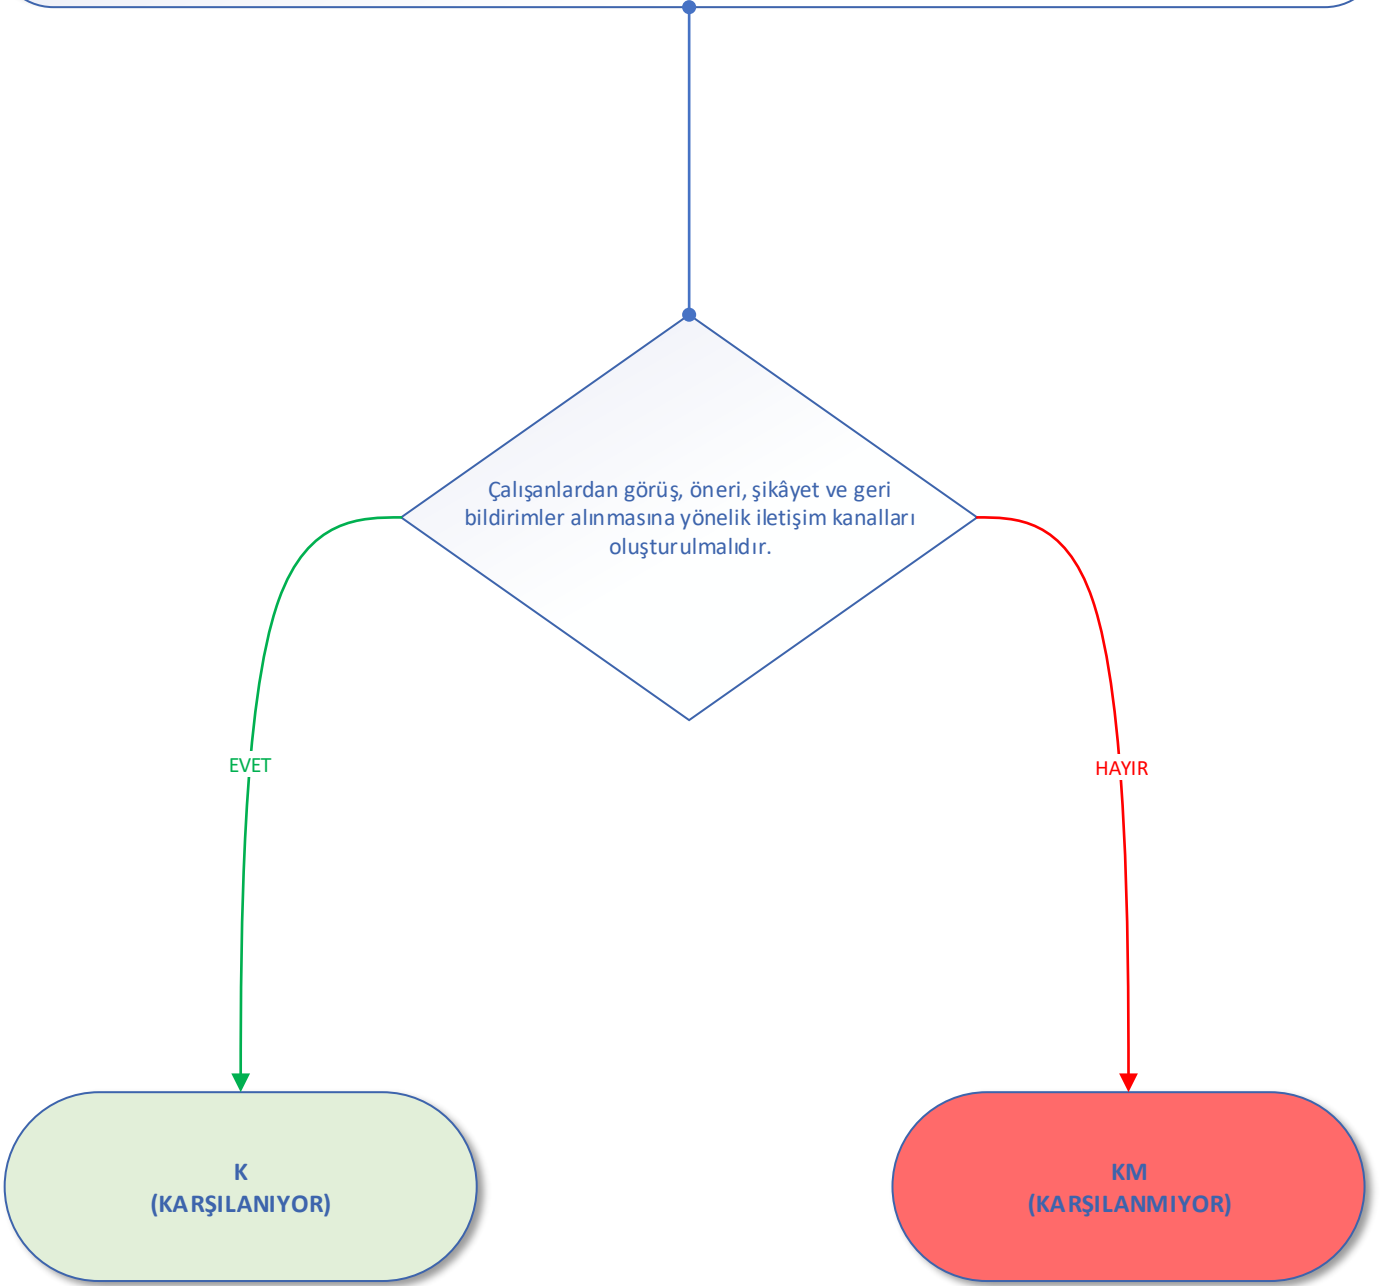 Çalışanlardan görüş, öneri, şikâyet ve geri
bildirimler alınmasına yönelik iletişim kanalları
oluşturulmalıdır.
EVET
HAYIR
K
(KARŞILANIYOR)
KM
(KARŞILANMIYOR)